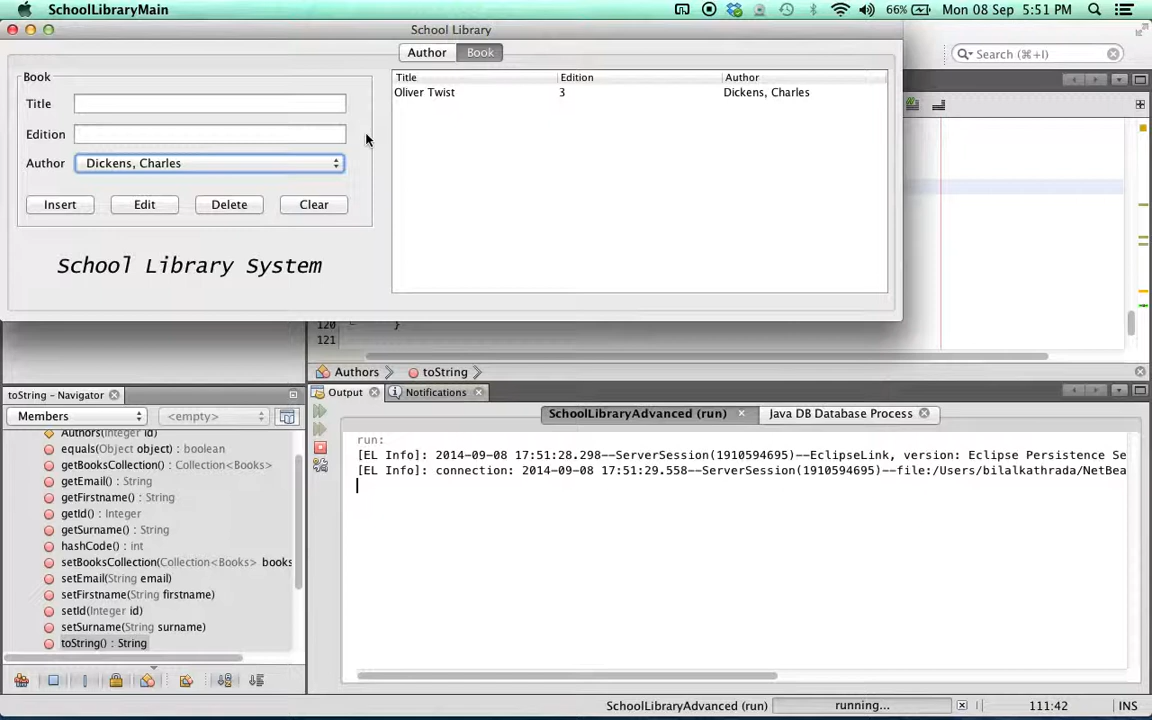 SchoolLibraryMain
66%
Mon 08 Sep 5:51 PM
School Library
Author
Book
Search (⌘+I)
Book
Title
Edition
Author
Dickens, Charles
Insert
Edit
Delete
Clear
School Library System
Title Edition Author
Oliver Twist 3 Dickens, Charles
120 }
121
Authors
toString
toString - Navigator
Members
<empty>
Authors(Integer id)
equals(Object object) : boolean
getBooksCollection() : Collection<Books>
getEmail() : String
getFirstname() : String
getId() : Integer
getSurname() : String
hashCode() : int
setBooksCollection(Collection<Books> books
setEmail(String email)
setFirstname(String firstname)
setId(Integer id)
setSurname(String surname)
toString() : String
Output
Notifications
SchoolLibraryAdvanced (run)
Java DB Database Process
run:
[EL Info]: 2014-09-08 17:51:28.298--ServerSession(1910594695)--EclipseLink, version: Eclipse Persistence Se
[EL Info]: connection: 2014-09-08 17:51:29.558--ServerSession(1910594695)--file:/Users/bilalkathrada/NetBea
SchoolLibraryAdvanced (run)
running...
111:42
INS